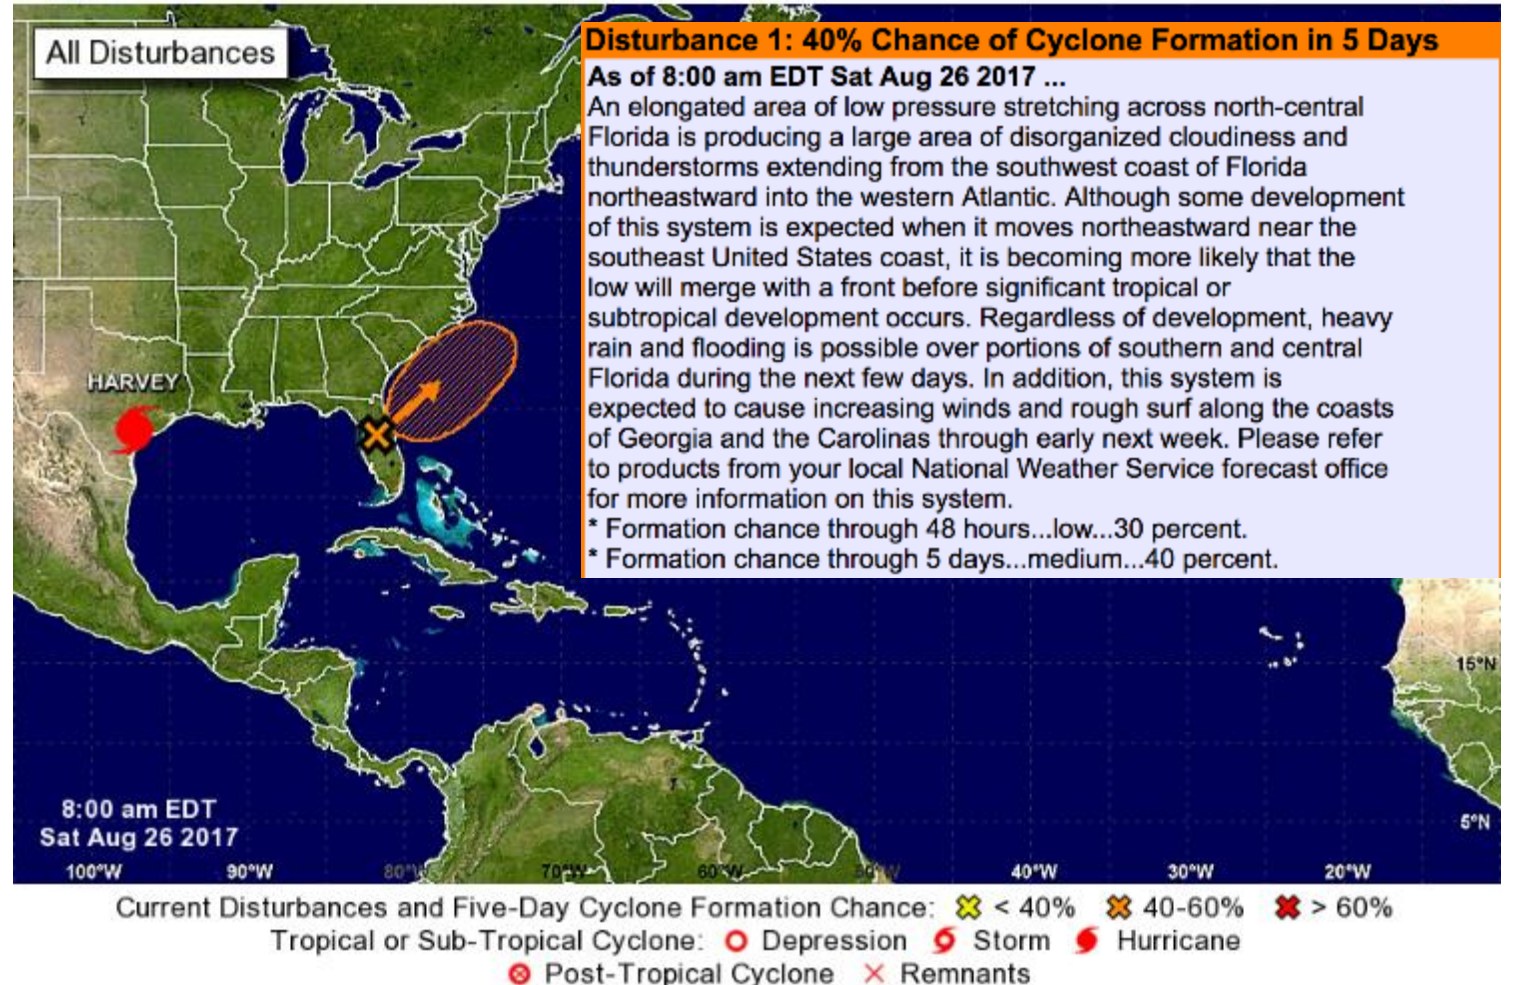 All Disturbances
Disturbance 1: 40% Chance of Cyclone Formation in 5 Days
As of 8:00 am EDT Sat Aug 26 2017 ...
An elongated area of low pressure stretching across north-central
Florida is producing a large area of disorganized cloudiness and
thunderstorms extending from the southwest coast of Florida
northeastward into the western Atlantic. Although some development
of this system is expected when it moves northeastward near the
southeast United States coast, it is becoming more likely that the
low will merge with a front before significant tropical or
subtropical development occurs. Regardless of development, heavy
rain and flooding is possible over portions of southern and central
Florida during the next few days. In addition, this system is
expected to cause increasing winds and rough surf along the coasts
of Georgia and the Carolinas through early next week. Please refer
to products from your local National Weather Service forecast office
for more information on this system.
* Formation chance through 48 hours...low...30 percent.
* Formation chance through 5 days...medium...40 percent.
HARVEY
15°N
5°N
8:00 am EDT
Sat Aug 26 2017
100°W 90°W 80°W 70°W 60°W 50°W 40°W 30°W 20°W
Current Disturbances and Five-Day Cyclone Formation Chance: < 40% 40-60% > 60%
Tropical or Sub-Tropical Cyclone: Depression Storm Hurricane
Post-Tropical Cyclone Remnants